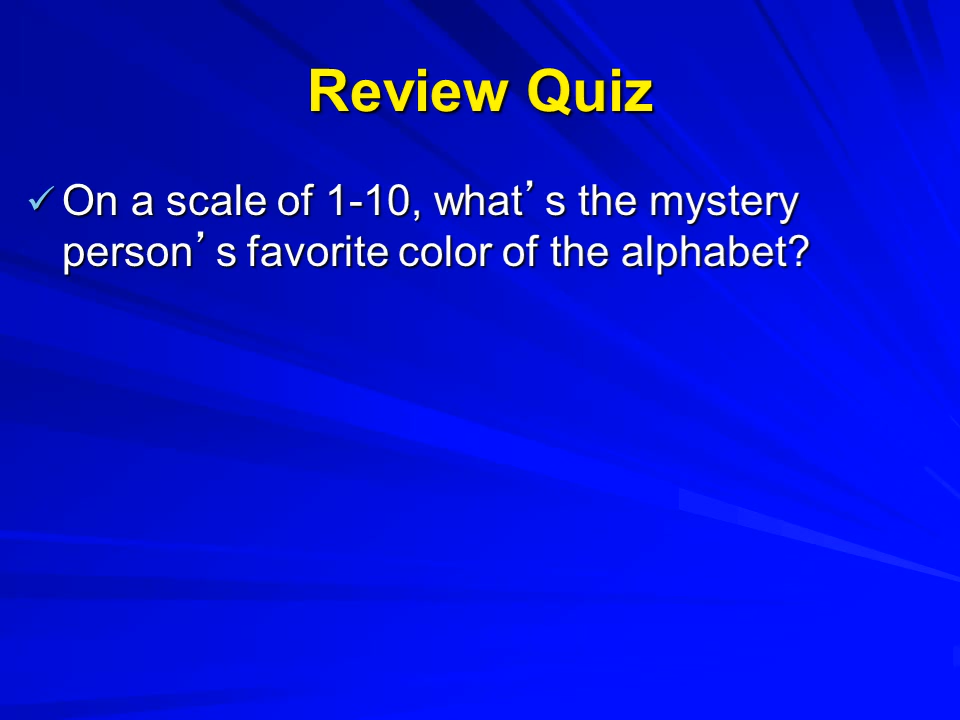 Review Quiz
✓ On a scale of 1-10, what’s the mystery
person’s favorite color of the alphabet?